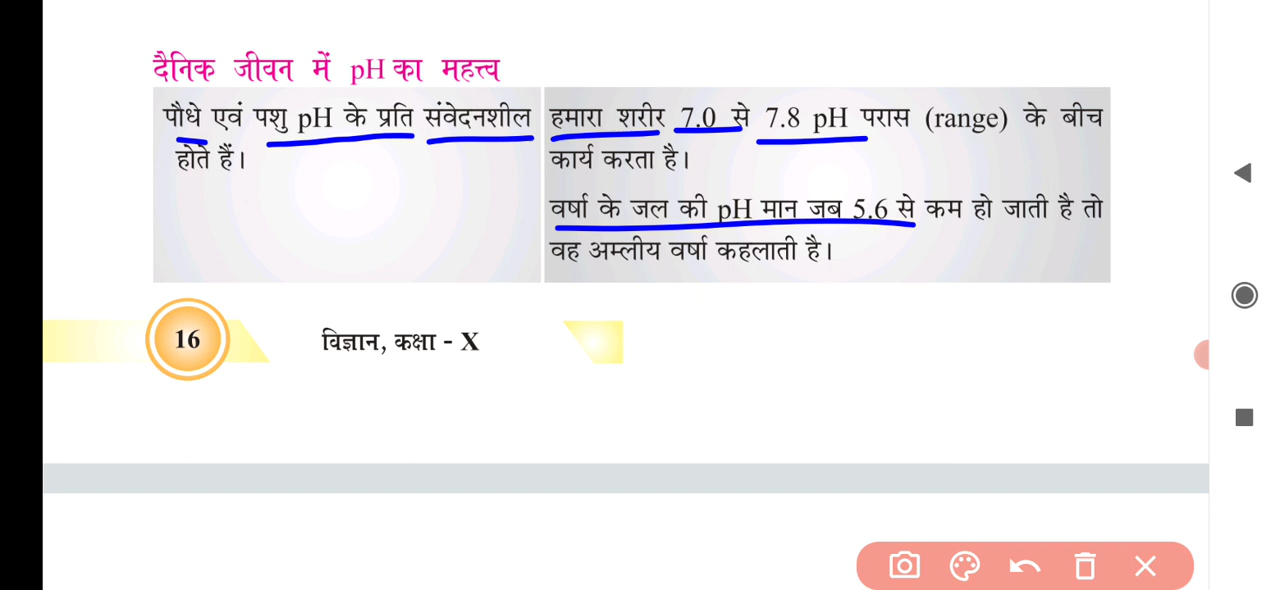 दैनिक जीवन में pH का महत्त्व
पौधे एवं पशु pH के प्रति संवेदनशील
होते हैं।
हमारा शरीर 7.0 से 7.8 pH परास (range) के बीच
कार्य करता है।
वर्षा के जल की pH मान जब 5.6 से कम हो जाती है तो
वह अम्लीय वर्षा कहलाती है।
16
विज्ञान, कक्षा - X